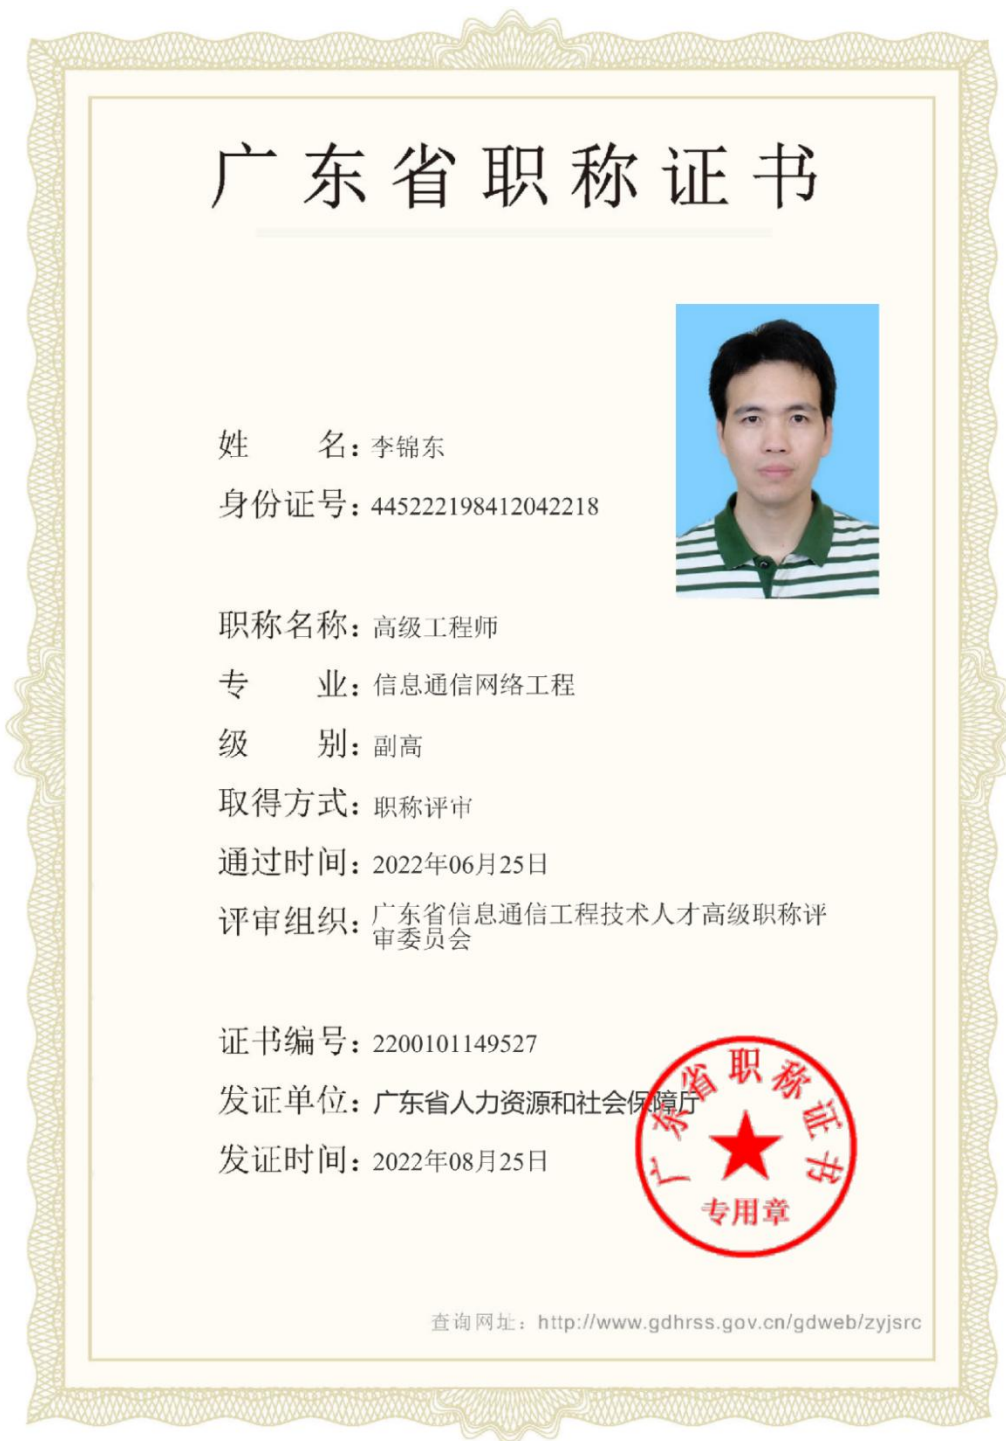 广东省职称证书
姓　　名：李锦东
身份证号：445222198412042218
职称名称：高级工程师
专　　业：信息通信网络工程
级　　别：副高
取得方式：职称评审
通过时间：2022年06月25日
评审组织：广东省信息通信工程技术人才高级职称评
审委员会
证书编号：2200101149527
发证单位：广东省人力资源和社会保障厅
发证时间：2022年08月25日
广东省职称证书
专用章
查询网址：http://www.gdhrss.gov.cn/gdweb/zyjsrc